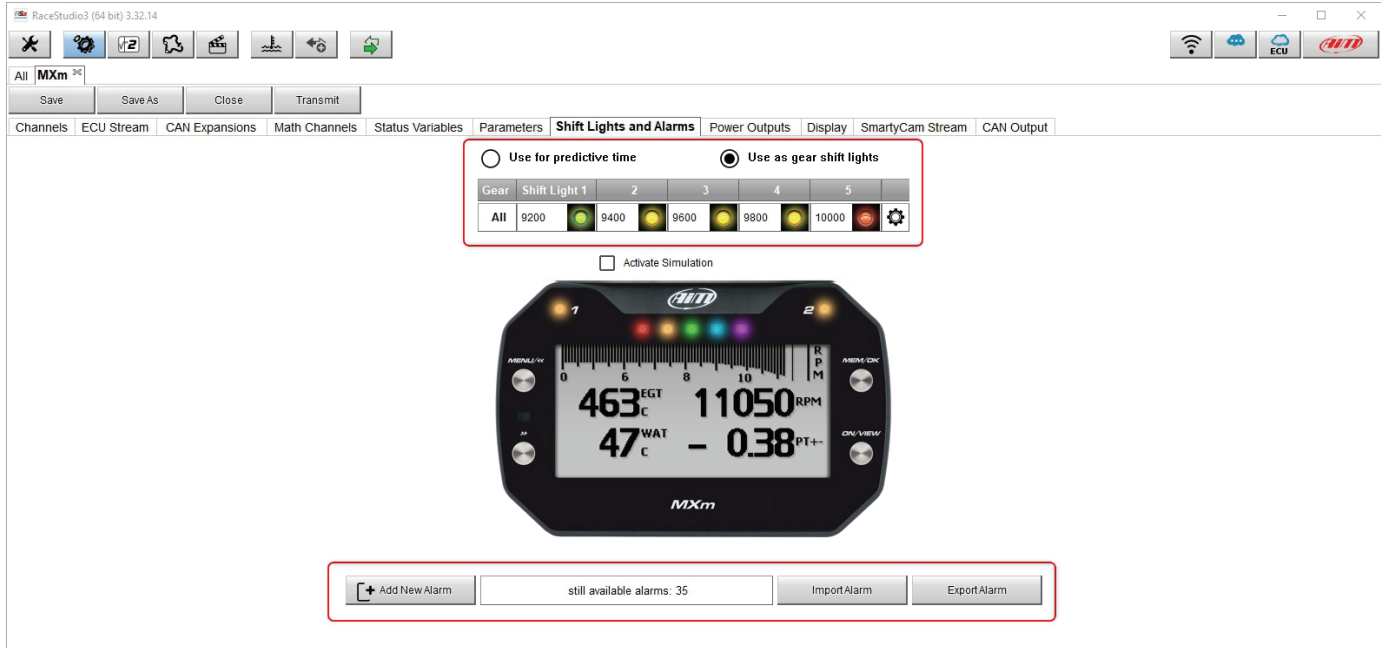 RaceStudio3 (64 bit) 3.32.14
ECU
AiM
All MXm
Save Save As Close Transmit
Channels ECU Stream CAN Expansions Math Channels Status Variables Parameters Shift Lights and Alarms Power Outputs Display SmartyCam Stream CAN Output
Use for predictive time Use as gear shift lights
Gear Shift Light 1 2 3 4 5
All 9200 9400 9600 9800 10000
Activate Simulation
AiM
1 2
MENU/« MEM/OK
RPM
0 6 8 10
463 EGT C 11050 RPM
» ON/VIEW
47 WAT C - 0.38 PT+-
MXm
Add New Alarm still available alarms: 35 Import Alarm Export Alarm